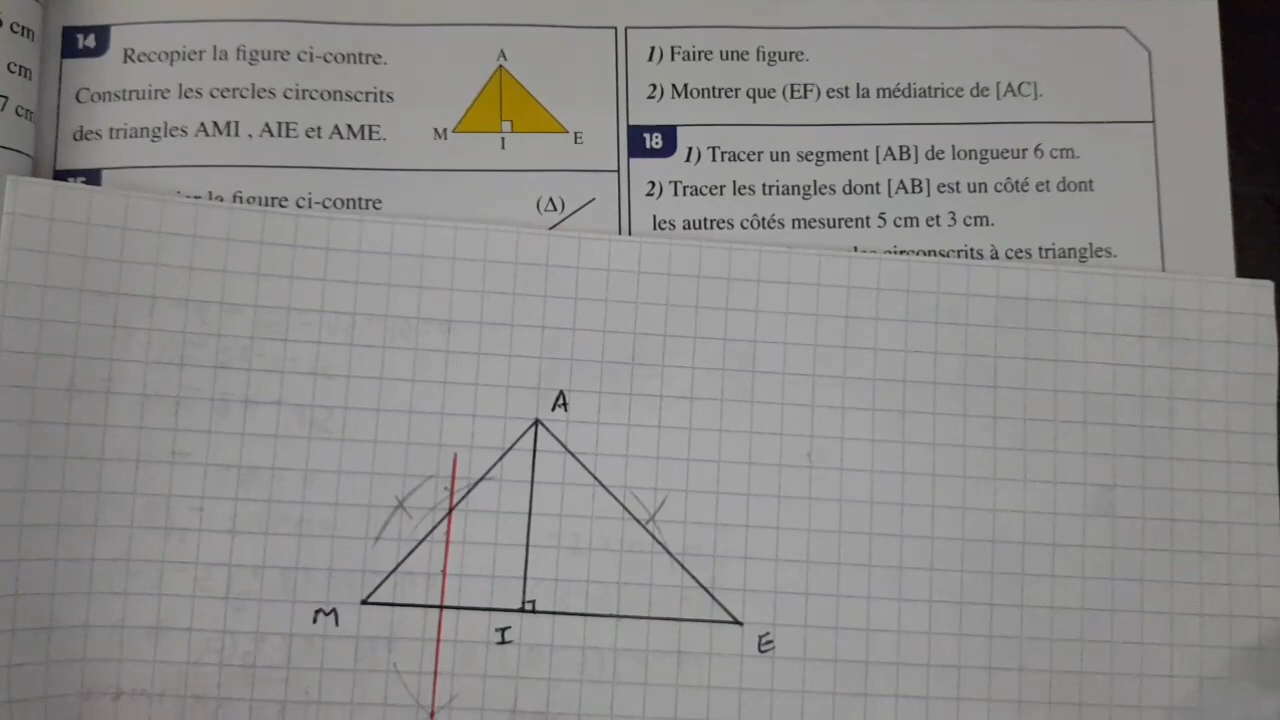 cm
cm
7 cm
14
Recopier la figure ci-contre.
Construire les cercles circonscrits
des triangles AMI , AIE et AME.
A
M
I
E
la figure ci-contre
(Δ)
1) Faire une figure.
2) Montrer que (EF) est la médiatrice de [AC].
18
1) Tracer un segment [AB] de longueur 6 cm.
2) Tracer les triangles dont [AB] est un côté et dont
les autres côtés mesurent 5 cm et 3 cm.
circonscrits à ces triangles.
A
M
I
E